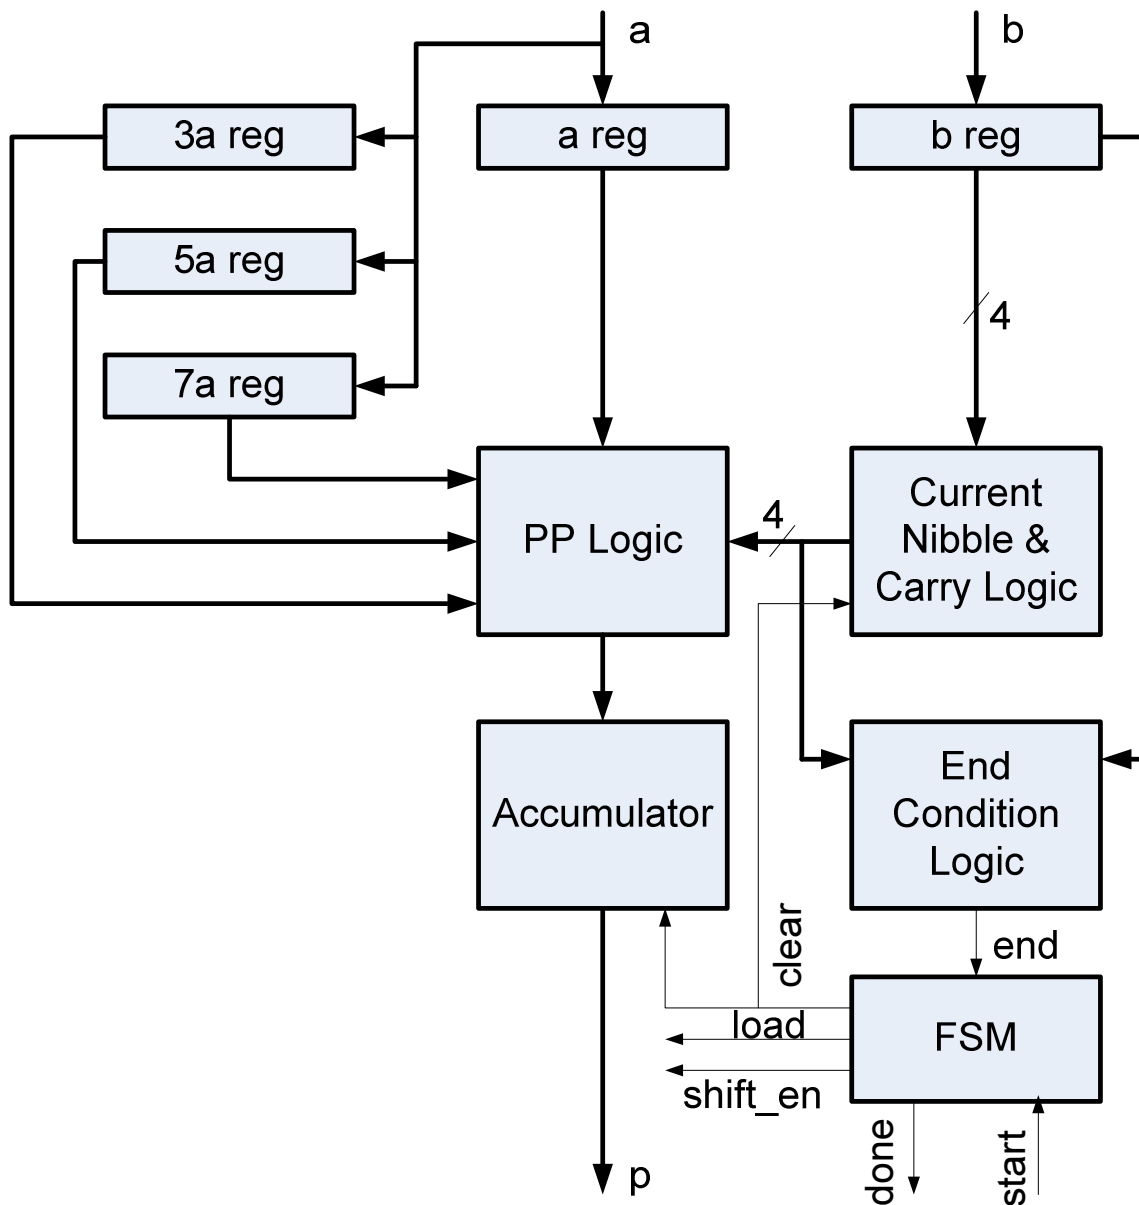 a
b
3a reg
a reg
b reg
5a reg
4
7a reg
4
PP Logic
Current
Nibble &
Carry Logic
Accumulator
End
Condition
Logic
clear
end
load
FSM
shift_en
done
start
p